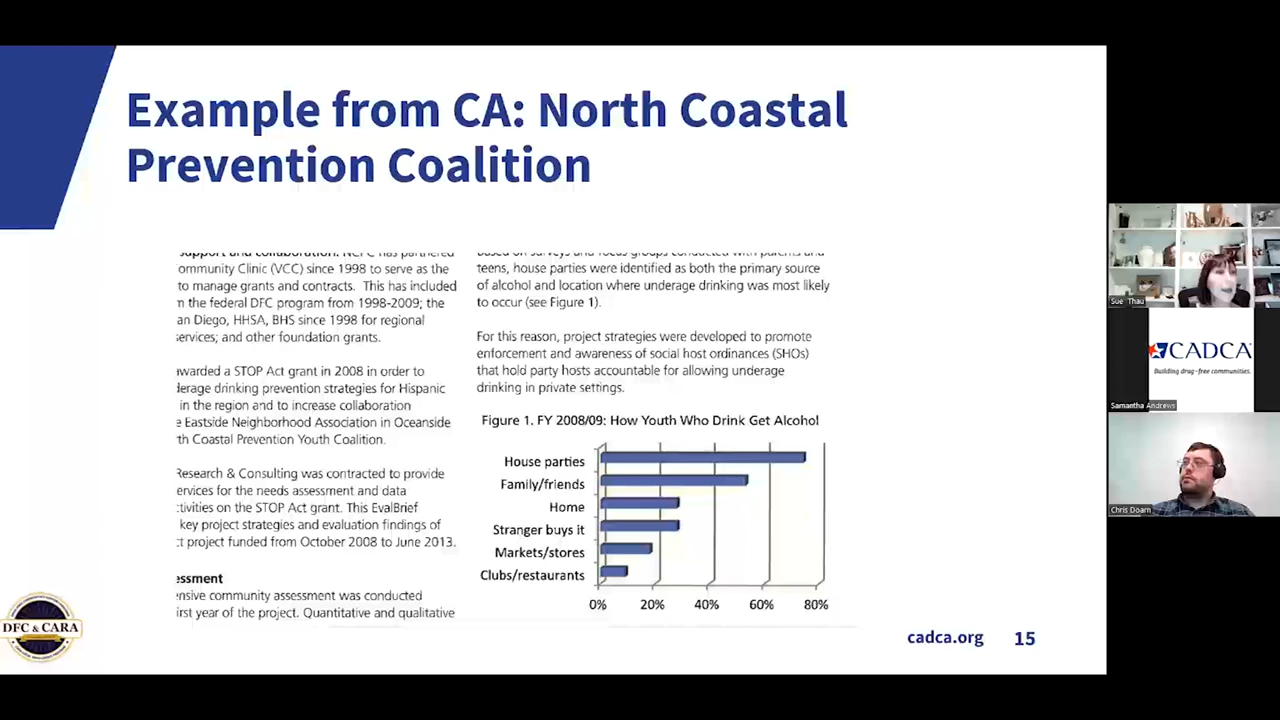 Example from CA: North Coastal
Prevention Coalition
support and collaboration. NCPC has partnered
ommunity Clinic (VCC) since 1998 to serve as the
to manage grants and contracts. This has included
m the federal DFC program from 1998-2009; the
an Diego, HHSA, BHS since 1998 for regional
services; and other foundation grants.
awarded a STOP Act grant in 2008 in order to
derage drinking prevention strategies for Hispanic
in the region and to increase collaboration
e Eastside Neighborhood Association in Oceanside
th Coastal Prevention Youth Coalition.
Research & Consulting was contracted to provide
ervices for the needs assessment and data
ctivities on the STOP Act grant. This EvalBrief
key project strategies and evaluation findings of
ct project funded from October 2008 to June 2013.
essment
ensive community assessment was conducted
irst year of the project. Quantitative and qualitative
based on surveys and focus groups conducted with parents and
teens, house parties were identified as both the primary source
of alcohol and location where underage drinking was most likely
to occur (see Figure 1).
For this reason, project strategies were developed to promote
enforcement and awareness of social host ordinances (SHOs)
that hold party hosts accountable for allowing underage
drinking in private settings.
Figure 1. FY 2008/09: How Youth Who Drink Get Alcohol
House parties
Family/friends
Home
Stranger buys it
Markets/stores
Clubs/restaurants
0% 20% 40% 60% 80%
DFC & CARA
cadca.org 15
Sue Thau
CADCA
Building drug-free communities.
Samantha Andrews
Chris Doarn